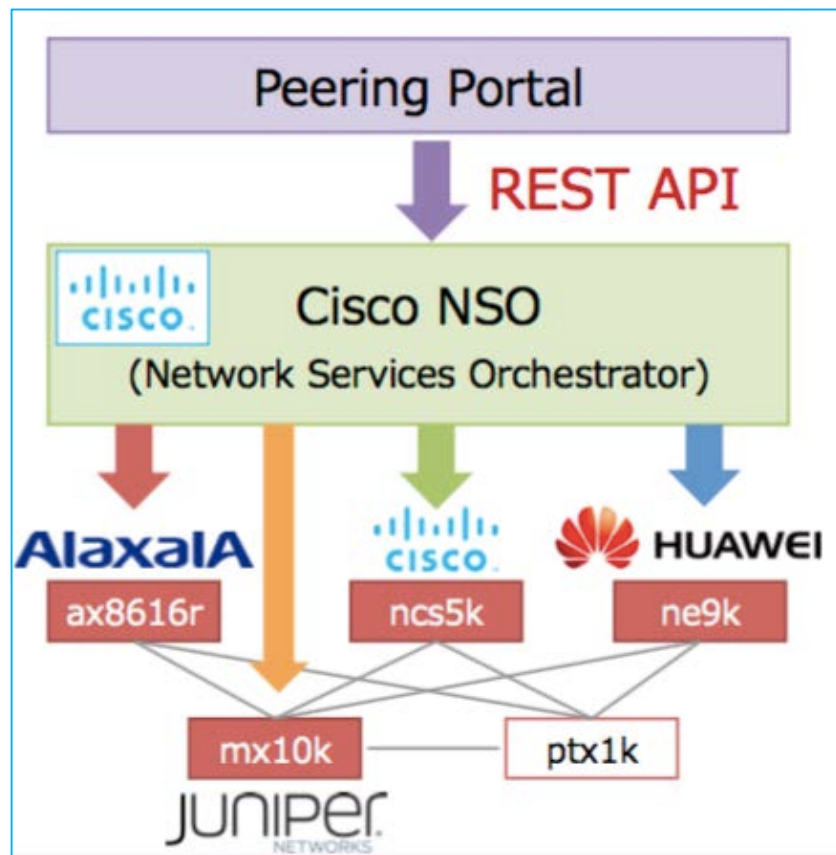 Peering Portal
REST API
CISCO.
Cisco NSO
(Network Services Orchestrator)
AlaxalA
CISCO.
HUAWEI
ax8616r
ncs5k
ne9k
mx10k
ptx1k
JUNIPER.
NETWORKS